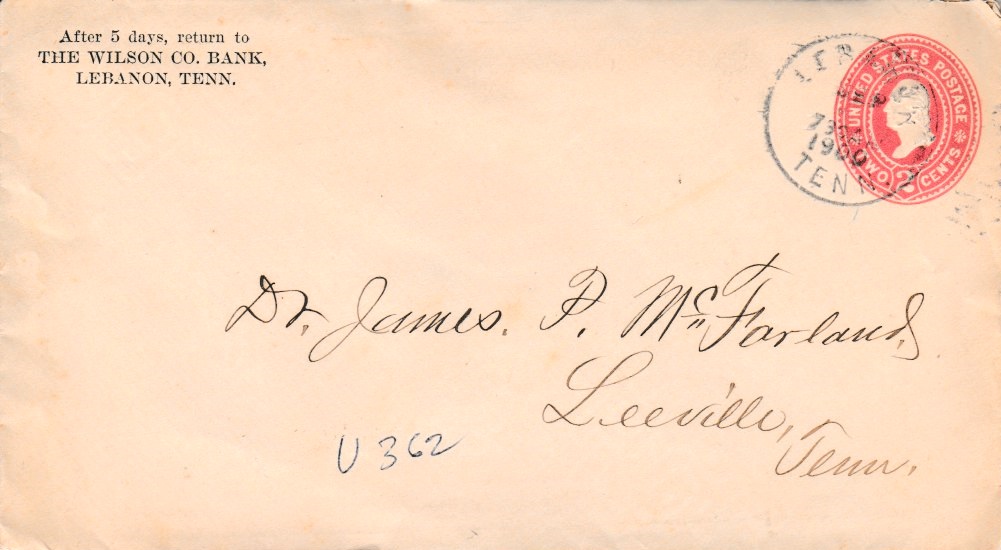 After 5 days, return to
THE WILSON CO. BANK,
LEBANON, TENN.
UNITED STATES POSTAGE
TWO 2 CENTS
TENN
Dr. James. P. McFarland,
Leeville,
Tenn.
U 362